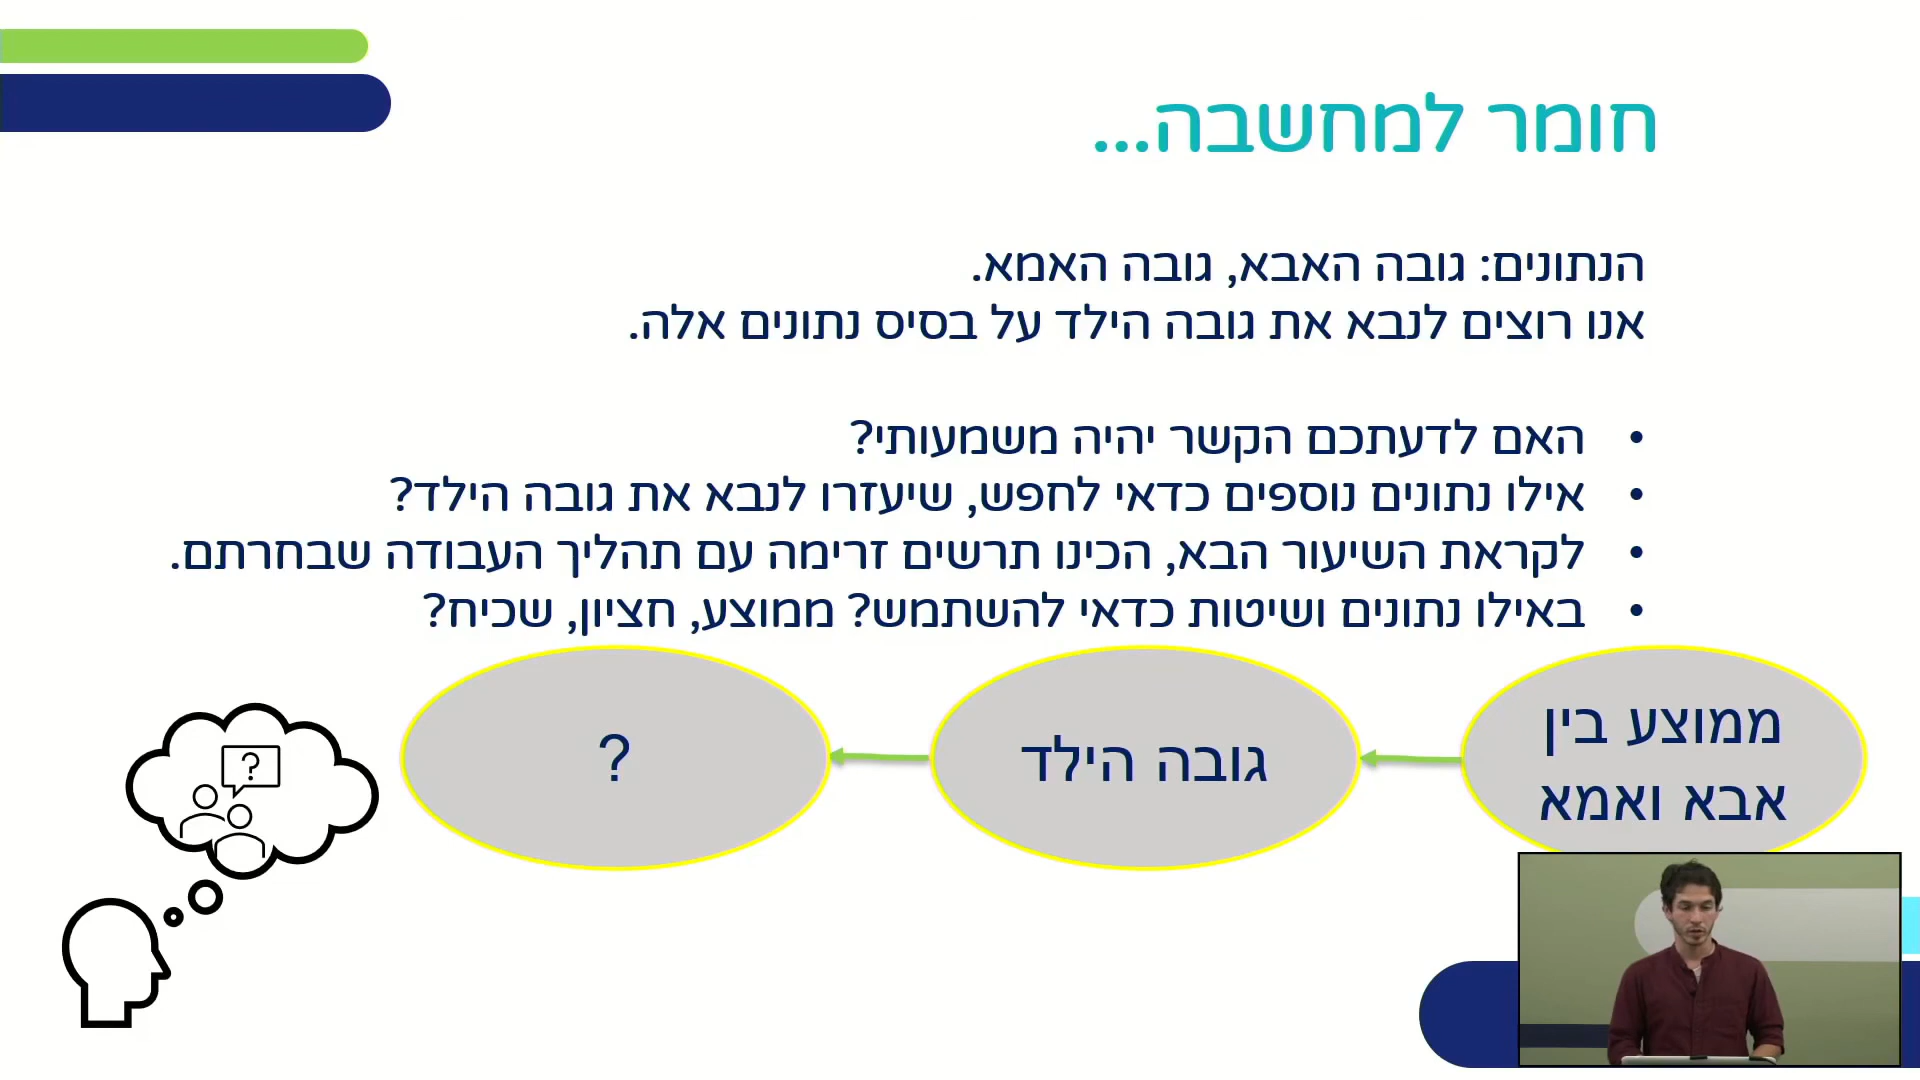 חומר למחשבה...
הנתונים: גובה האבא, גובה האמא.
אנו רוצים לנבא את גובה הילד על בסיס נתונים אלה.
• האם לדעתכם הקשר יהיה משמעותי?
• אילו נתונים נוספים כדאי לחפש, שיעזרו לנבא את גובה הילד?
• לקראת השיעור הבא, הכינו תרשים זרימה עם תהליך העבודה שבחרתם.
• באילו נתונים ושיטות כדאי להשתמש? ממוצע, חציון, שכיח?
ממוצע בין
אבא ואמא
גובה הילד
?
?